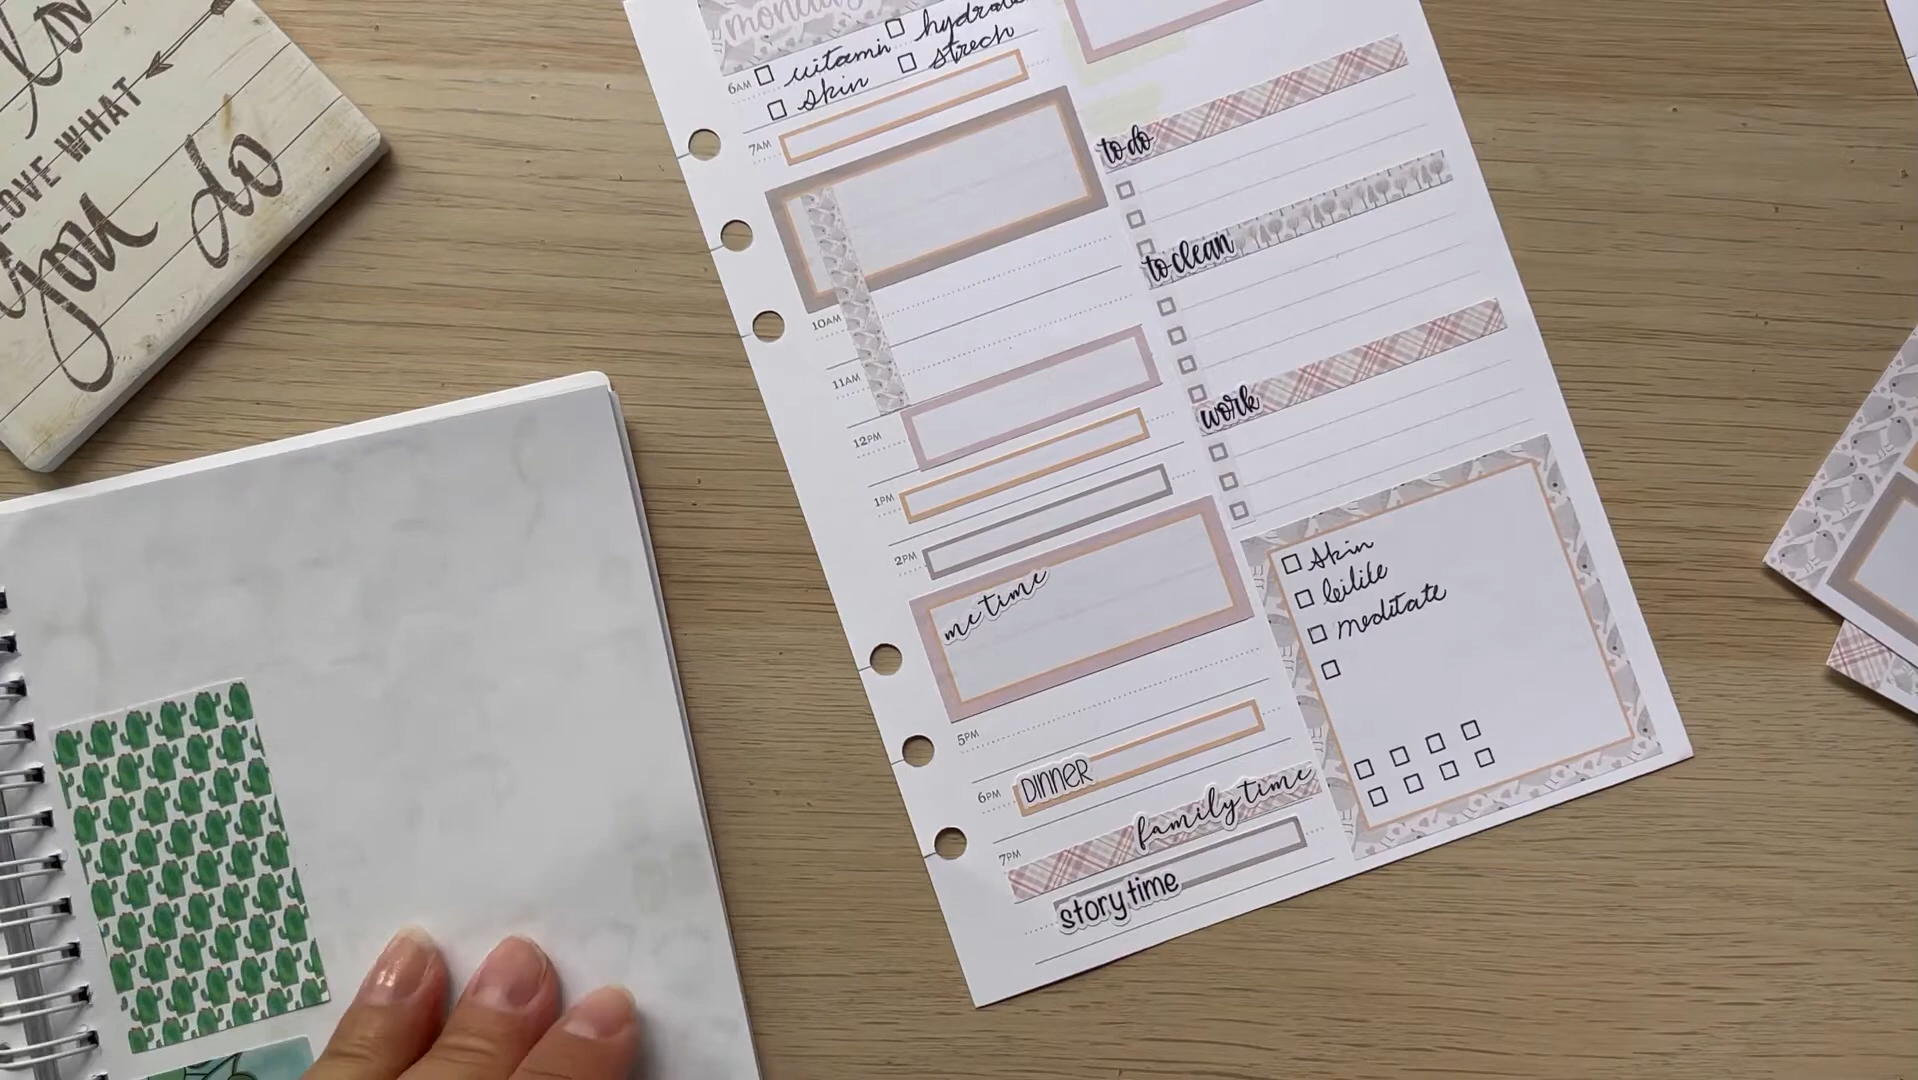 LOVE WHAT
you do
monday
vitamin
hydrate
skin
strech
6AM
7AM
10AM
11AM
12PM
1PM
2PM
me time
5PM
DINNER
6PM
family time
7PM
story time
to do
to clean
work
skin
meditate